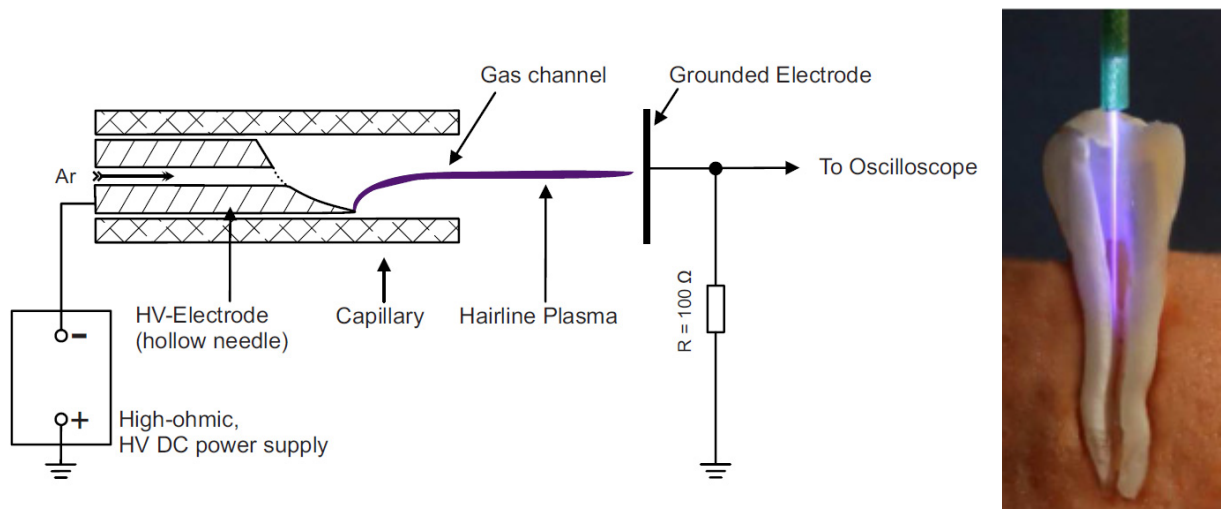 Gas channel
Grounded Electrode
Ar
To Oscilloscope
R = 100 Ω
HV-Electrode
(hollow needle)
Capillary
Hairline Plasma
-
+
High-ohmic,
HV DC power supply